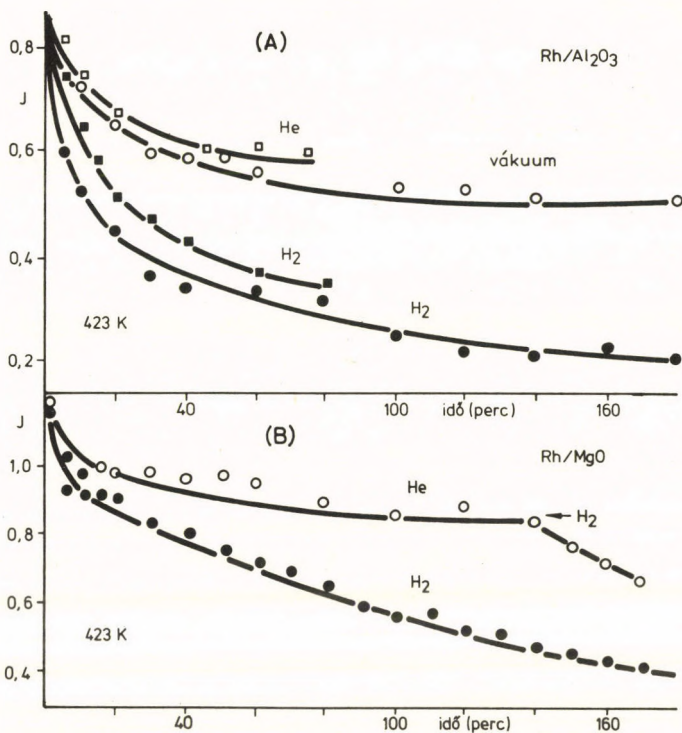 (A)
Rh/Al₂O₃
0,8
J
He
0,6
vákuum
0,4
H₂
H₂
423 K
0,2
40
100
idő (perc)
160
J
(B)
Rh/MgO
1,0
He
H₂
0,8
H₂
0,6
423 K
0,4
40
100
idő (perc)
160